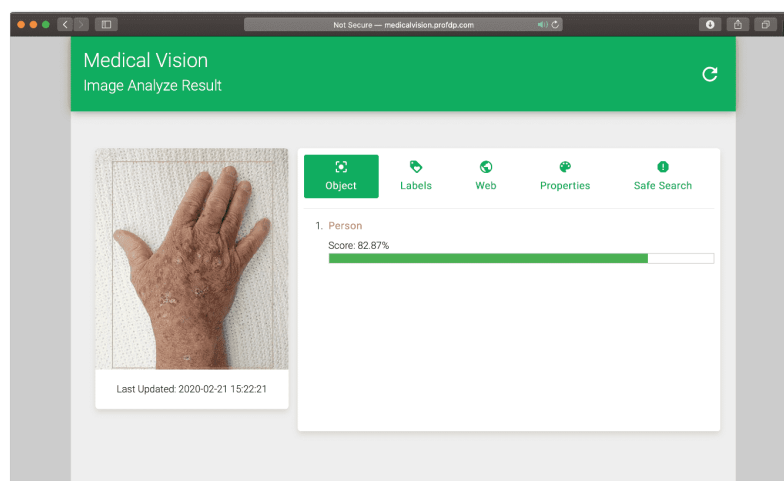 Not Secure — medicalvision.profdp.com
Medical Vision
Image Analyze Result
Object
Labels
Web
Properties
Safe Search
1. Person
Score: 82.87%
Last Updated: 2020-02-21 15:22:21